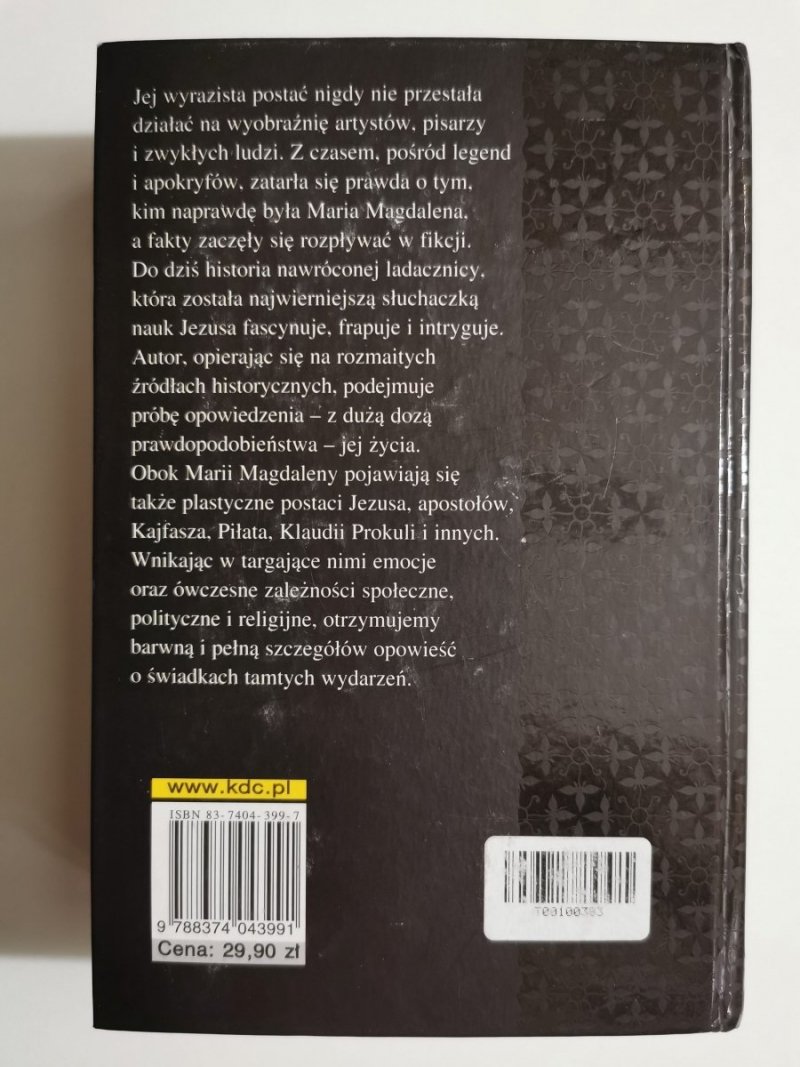 Jej wyrazista postać nigdy nie przestała
działać na wyobraźnię artystów, pisarzy
i zwykłych ludzi. Z czasem, pośród legend
i apokryfów, zatarła się prawda o tym,
kim naprawdę była Maria Magdalena,
a fakty zaczęły się rozpływać w fikcji.
Do dziś historia nawróconej ladacznicy,
która została najwierniejszą słuchaczką
nauk Jezusa fascynuje, frapuje i intryguje.
Autor, opierając się na rozmaitych
źródłach historycznych, podejmuje
próbę opowiedzenia – z dużą dozą
prawdopodobieństwa – jej życia.
Obok Marii Magdaleny pojawiają się
także plastyczne postaci Jezusa, apostołów,
Kajfasza, Piłata, Klaudii Prokuli i innych.
Wnikając w targające nimi emocje
oraz ówczesne zależności społeczne,
polityczne i religijne, otrzymujemy
barwną i pełną szczegółów opowieść
o świadkach tamtych wydarzeń.
www.kdc.pl
ISBN 83-7404-399-7
9 788374 043991
Cena: 29,90 zł
T00100383